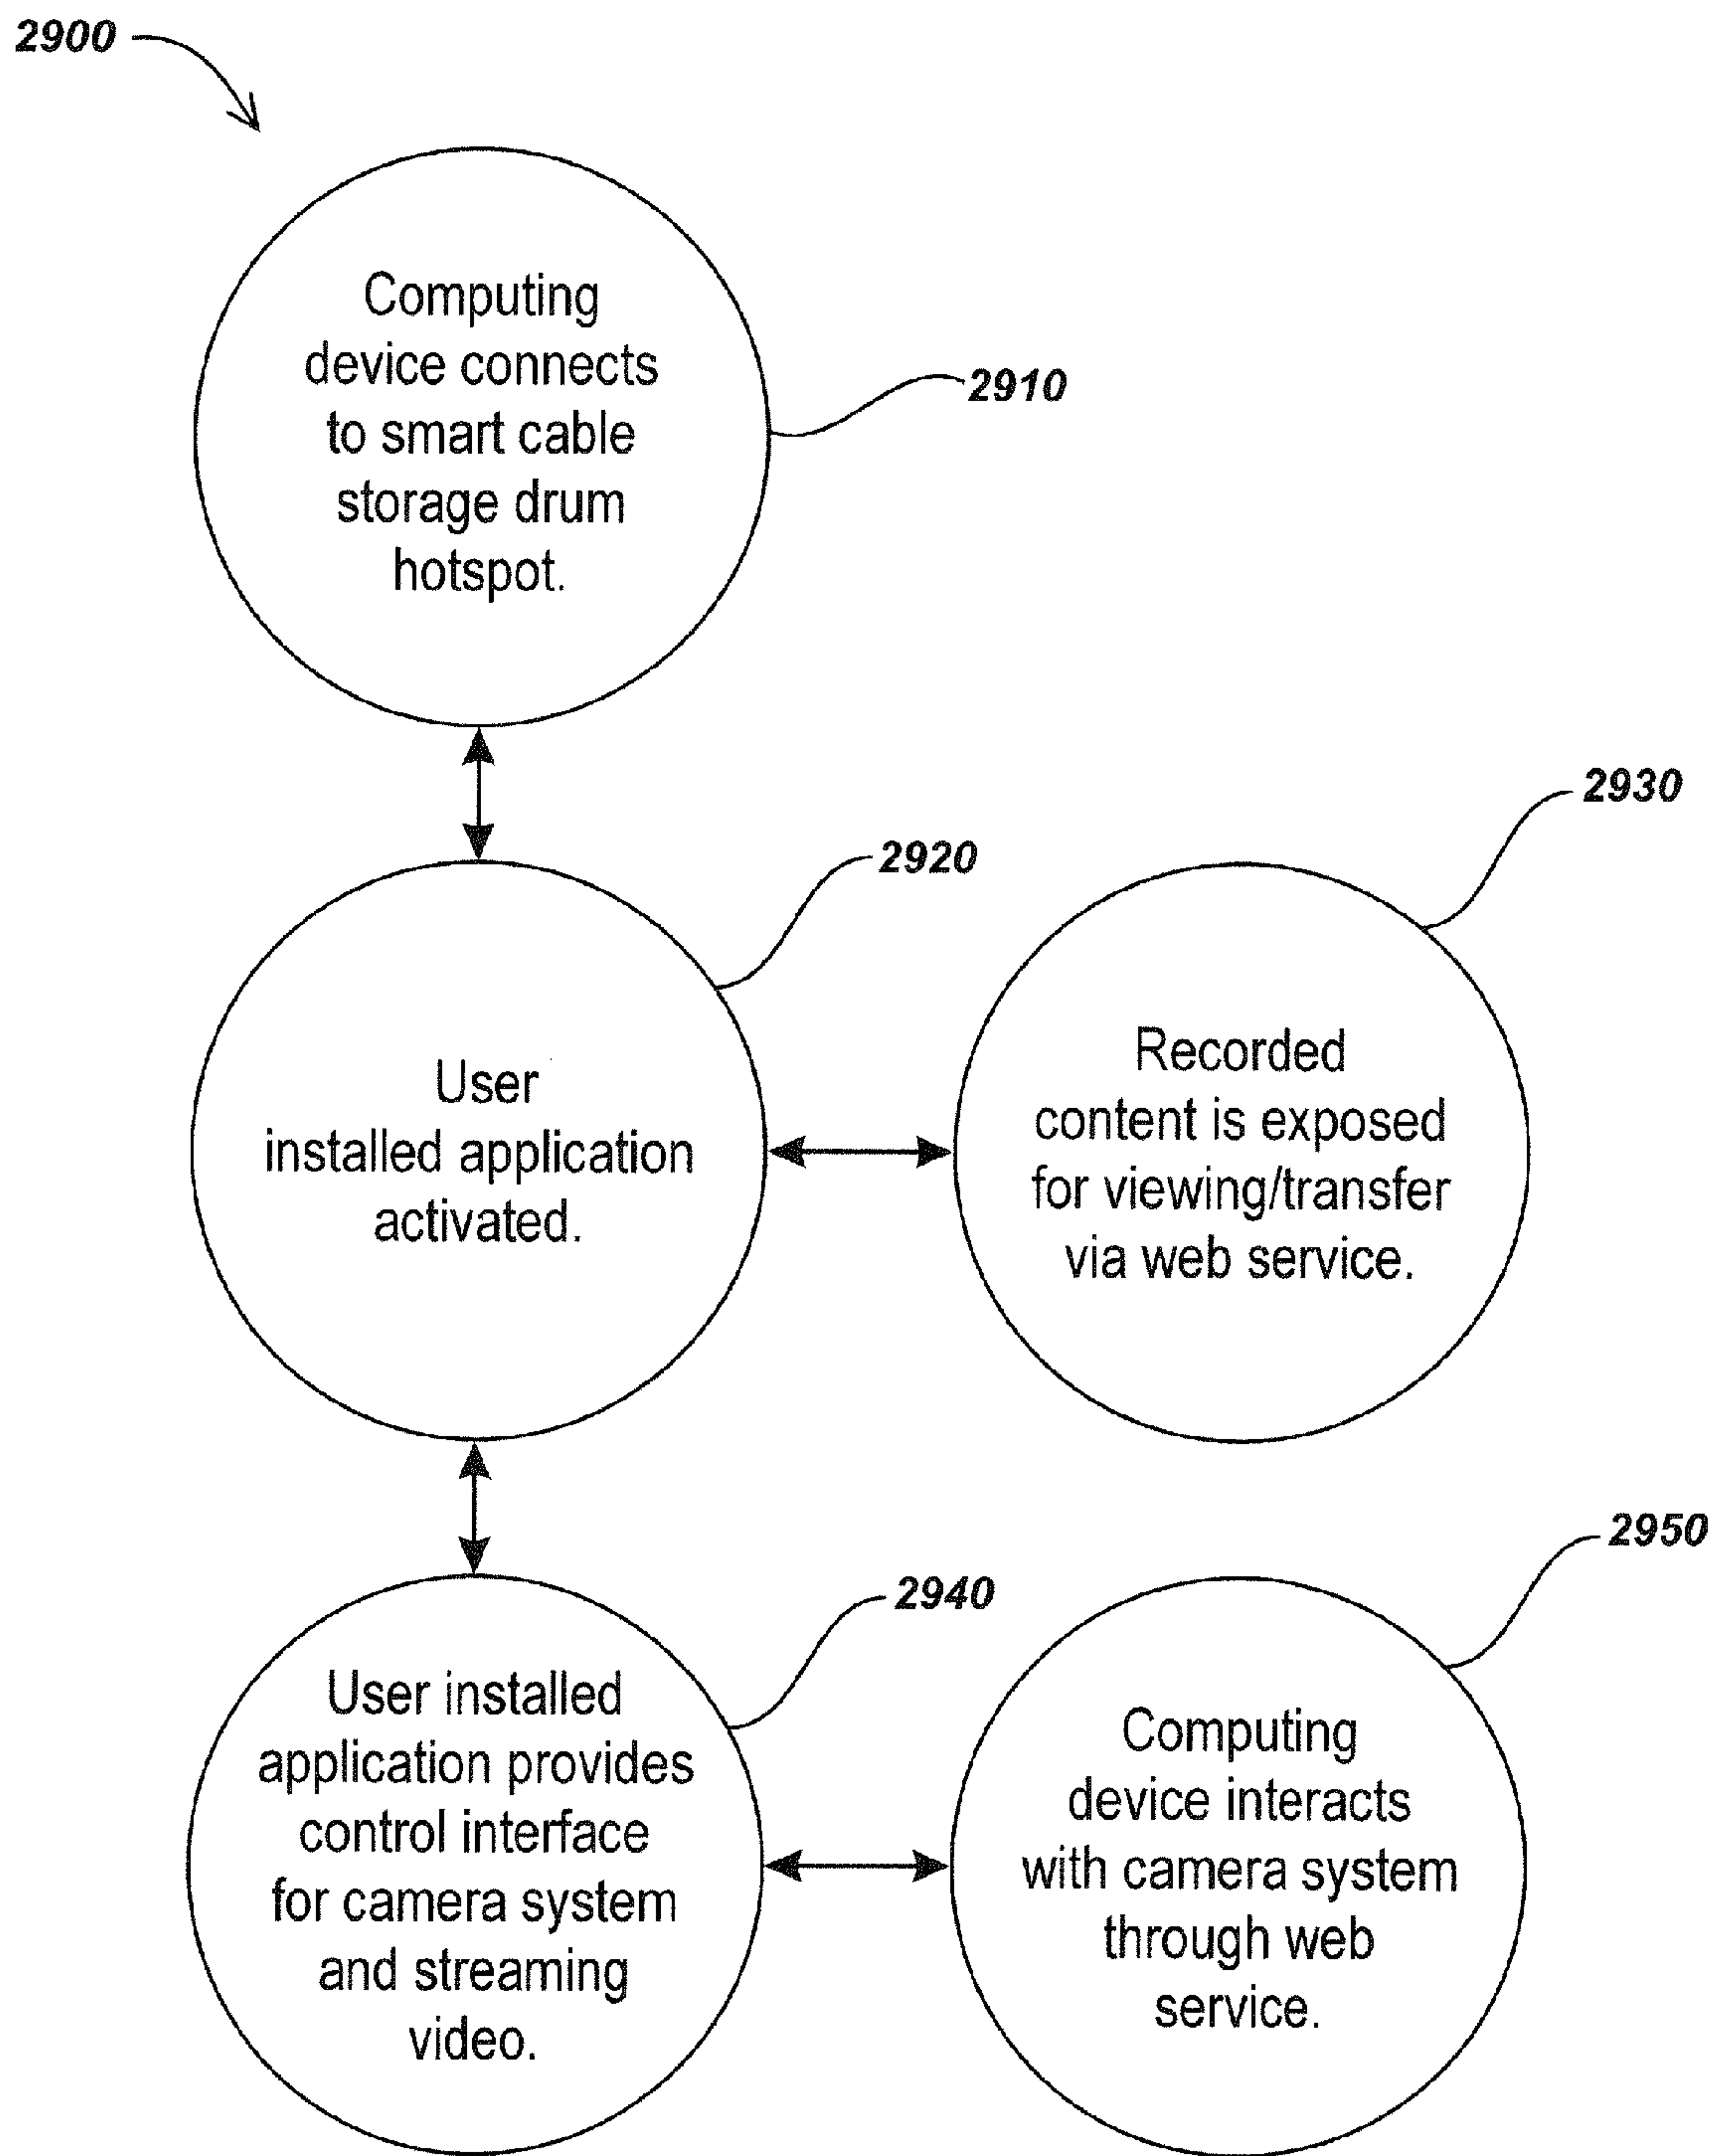 2900
Computing
device connects
to smart cable
storage drum
hotspot.
2910
2920
User
installed application
activated.
2930
Recorded
content is exposed
for viewing/transfer
via web service.
2940
User installed
application provides
control interface
for camera system
and streaming
video.
2950
Computing
device interacts
with camera system
through web
service.